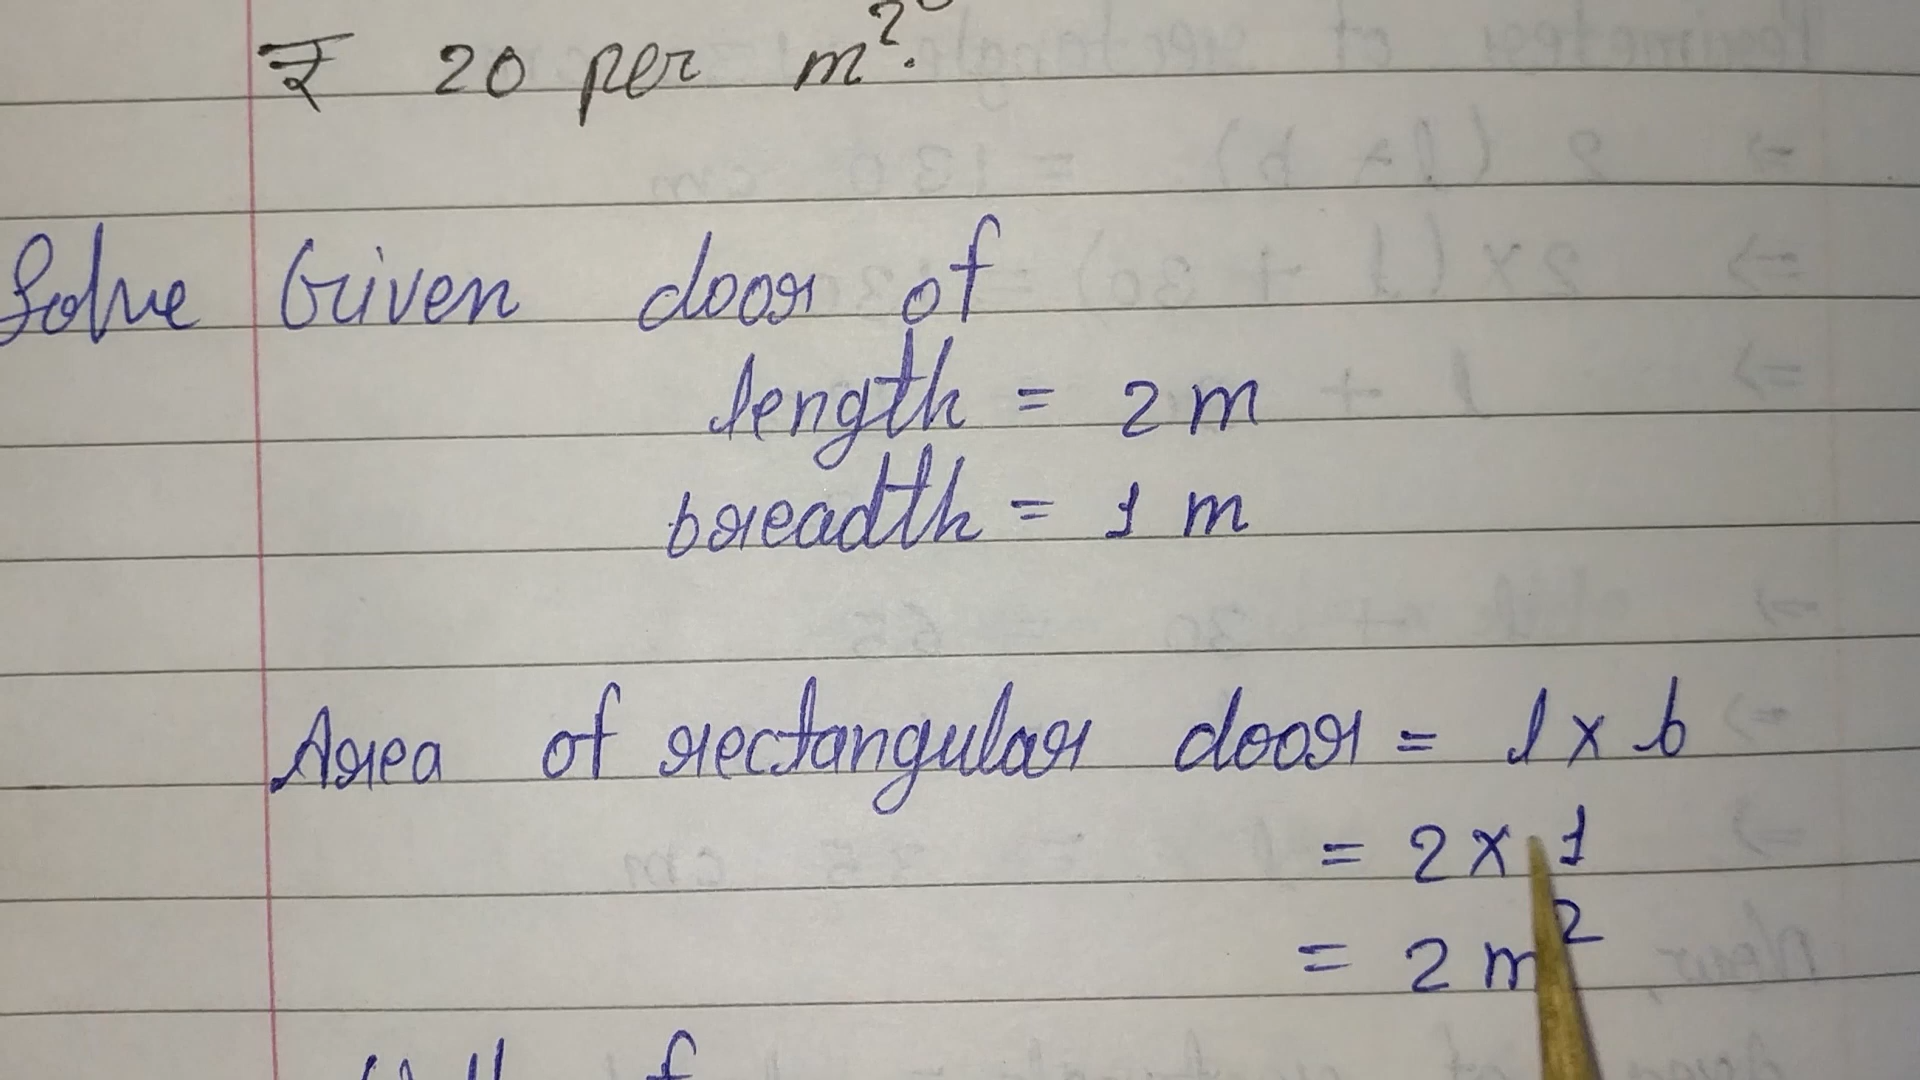 ₹ 20 per m².
Solve Given door of
length = 2 m
breadth = 1 m
Area of rectangular door = l x b
= 2 x 1
= 2 m²